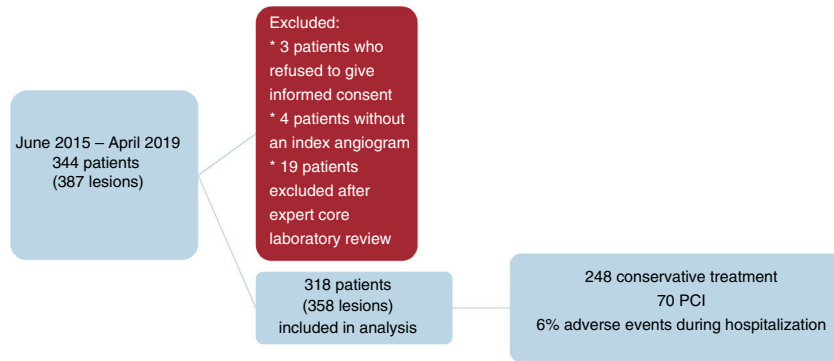 June 2015 – April 2019
344 patients
(387 lesions)
Excluded:
* 3 patients who
refused to give
informed consent
* 4 patients without
an index angiogram
* 19 patients
excluded after
expert core
laboratory review
318 patients
(358 lesions)
included in analysis
248 conservative treatment
70 PCI
6% adverse events during hospitalization